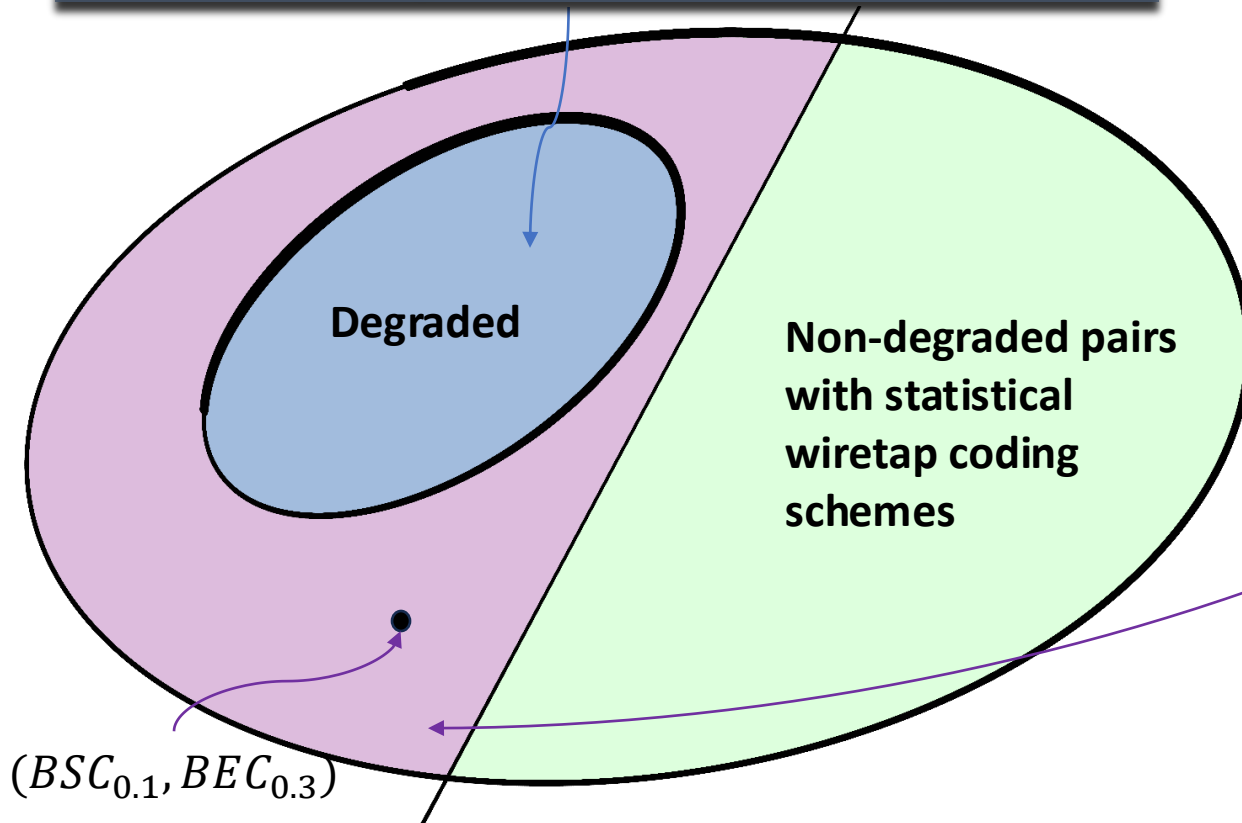 Degraded
Non-degraded pairs
with statistical
wiretap coding
schemes
(BSC₀.₁, BEC₀.₃)